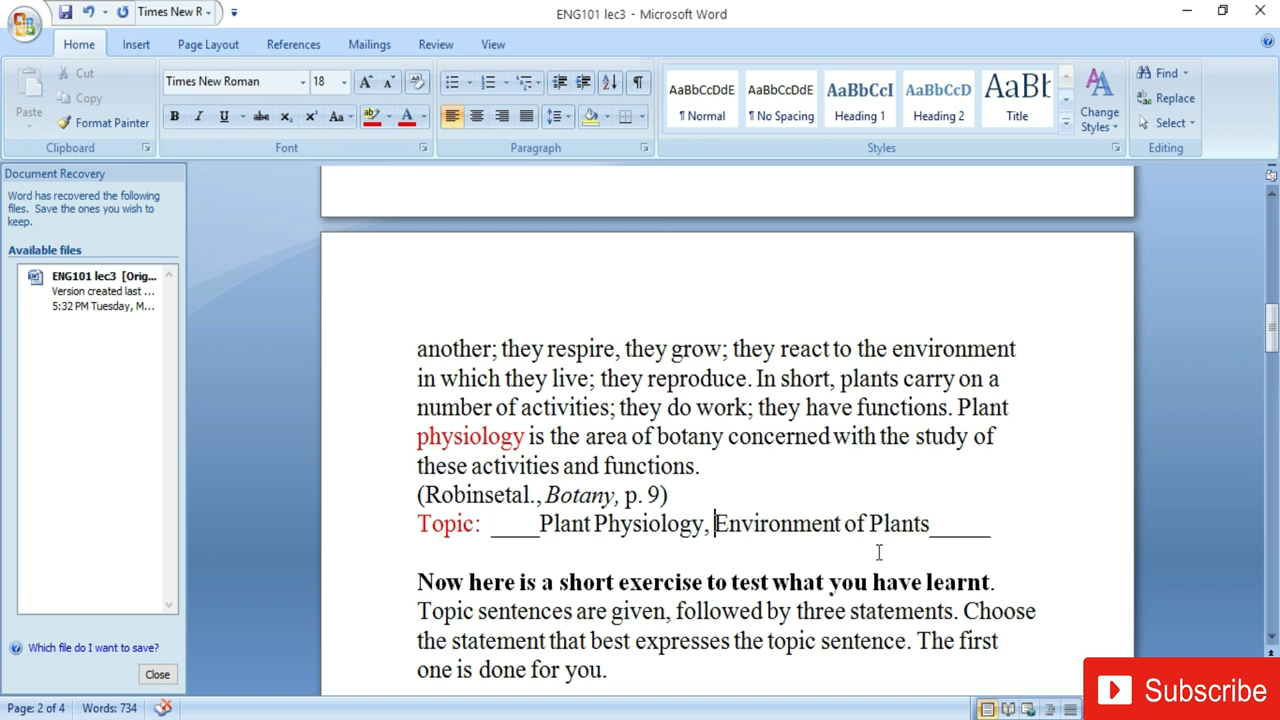 Times New R
ENG101 lec3 - Microsoft Word
Home Insert Page Layout References Mailings Review View
Paste
Cut
Copy
Format Painter
Clipboard
Times New Roman 18
B I U abc X₂ X² Aa
Font
Paragraph
AaBbCcDdE AaBbCcDdE AaBbCcI AaBbCcD AaBb
¶ Normal ¶ No Spacing Heading 1 Heading 2 Title
Change Styles
Styles
Find
Replace
Select
Editing
Document Recovery
Word has recovered the following
files. Save the ones you wish to
keep.
Available files
ENG101 lec3 [Orig...
Version created last ...
5:32 PM Tuesday, M...
Which file do I want to save?
Close
another; they respire, they grow; they react to the environment
in which they live; they reproduce. In short, plants carry on a
number of activities; they do work; they have functions. Plant
physiology is the area of botany concerned with the study of
these activities and functions.
(Robinsetal., Botany, p. 9)
Topic: ____Plant Physiology, Environment of Plants_____
Now here is a short exercise to test what you have learnt.
Topic sentences are given, followed by three statements. Choose
the statement that best expresses the topic sentence. The first
one is done for you.
Subscribe
Page: 2 of 4 Words: 734